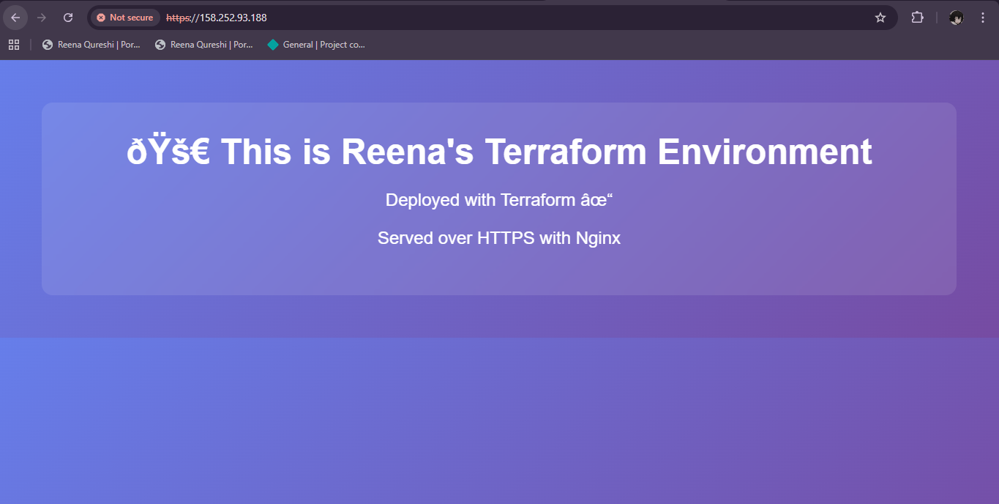 Not secure
https://158.252.93.188
Reena Qureshi | Por...
Reena Qureshi | Por...
General | Project co...
🚀 This is Reena's Terraform Environment
Deployed with Terraform âœ“
Served over HTTPS with Nginx